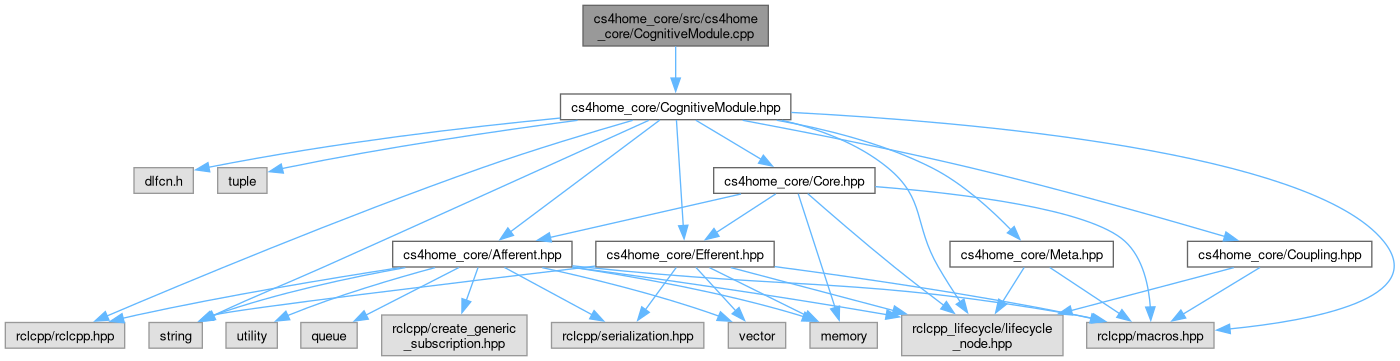 cs4home_core/src/cs4home
_core/CognitiveModule.cpp
cs4home_core/CognitiveModule.hpp
dlfcn.h
tuple
cs4home_core/Core.hpp
cs4home_core/Afferent.hpp
cs4home_core/Efferent.hpp
cs4home_core/Meta.hpp
cs4home_core/Coupling.hpp
rclcpp/rclcpp.hpp
string
utility
queue
rclcpp/create_generic
_subscription.hpp
rclcpp/serialization.hpp
vector
memory
rclcpp_lifecycle/lifecycle
_node.hpp
rclcpp/macros.hpp